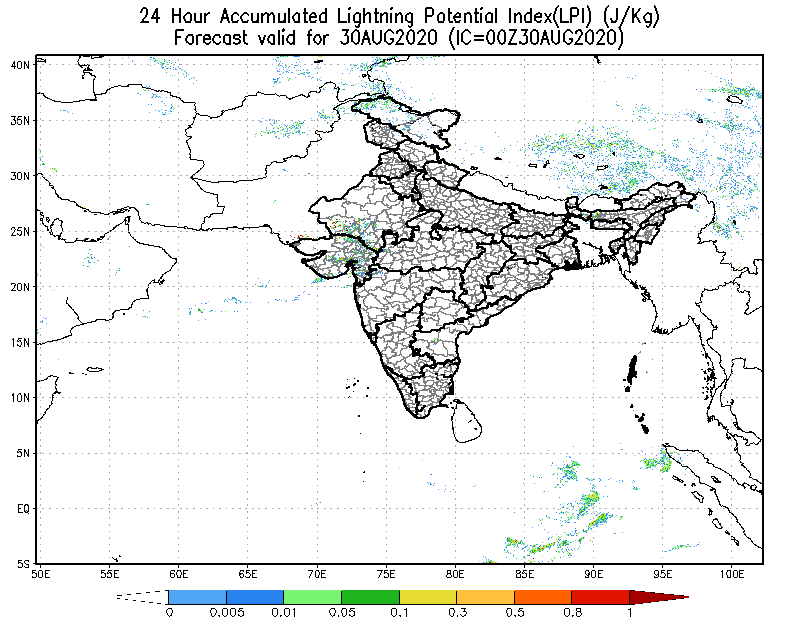 24 Hour Accumulated Lightning Potential Index(LPI) (J/Kg)
Forecast valid for 30AUG2020 (IC=00Z30AUG2020)
40N
35N
30N
25N
20N
15N
10N
5N
EQ
5S
50E 55E 60E 65E 70E 75E 80E 85E 90E 95E 100E
0 0.005 0.01 0.05 0.1 0.3 0.5 0.8 1